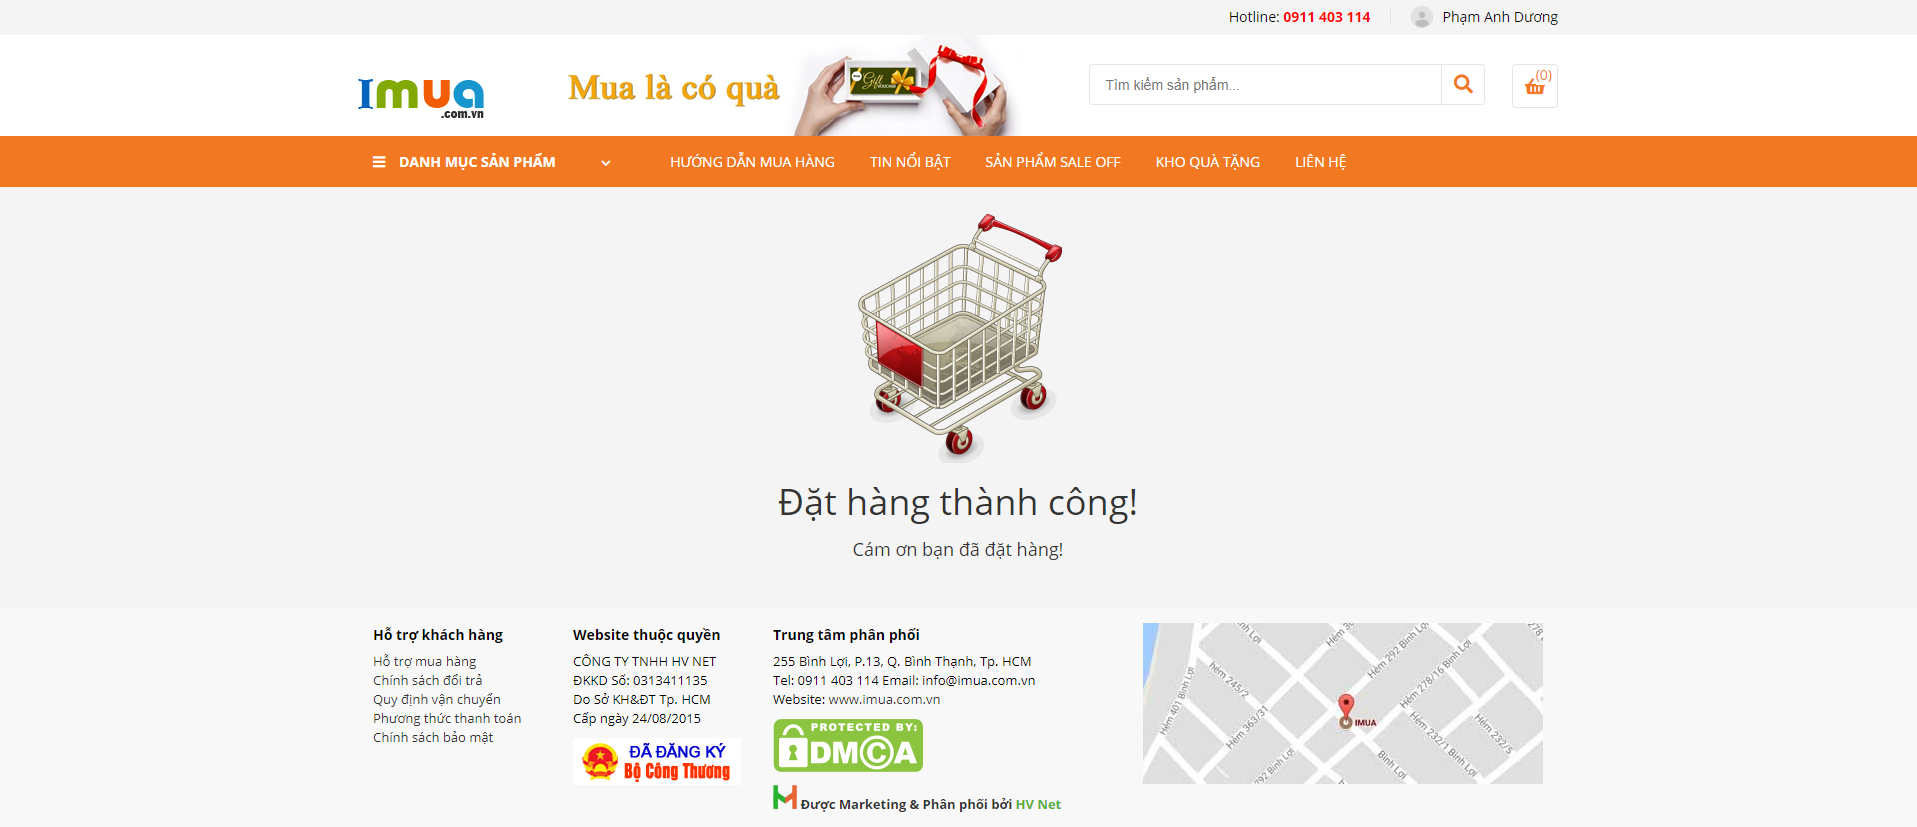 Hotline: 0911 403 114
Phạm Anh Dương
Imua
.com.vn
Mua là có quà
Gift
VOUCHER
Tìm kiếm sản phẩm...
(0)
DANH MỤC SẢN PHẨM
HƯỚNG DẪN MUA HÀNG
TIN NỔI BẬT
SẢN PHẨM SALE OFF
KHO QUÀ TẶNG
LIÊN HỆ
Đặt hàng thành công!
Cám ơn bạn đã đặt hàng!
Hỗ trợ khách hàng
Hỗ trợ mua hàng
Chính sách đổi trả
Quy định vận chuyển
Phương thức thanh toán
Chính sách bảo mật
Website thuộc quyền
CÔNG TY TNHH HV NET
ĐKKD Số: 0313411135
Do Sở KH&ĐT Tp. HCM
Cấp ngày 24/08/2015
ĐÃ ĐĂNG KÝ
Bộ Công Thương
Trung tâm phân phối
255 Bình Lợi, P.13, Q. Bình Thạnh, Tp. HCM
Tel: 0911 403 114 Email: info@imua.com.vn
Website: www.imua.com.vn
PROTECTED BY:
DMCA
Được Marketing & Phân phối bởi HV Net
Bình Lợi
Hẻm 292 Bình Lợi
278
hẻm 245/2
Hẻm 278/16 Bình Lợi
Hẻm 401 Bình Lợi
Hẻm 363/31
IMUA
Hẻm 232/1 Bình Lợi
Hẻm 232/5
292 Bình Lợi
Bình Lợi